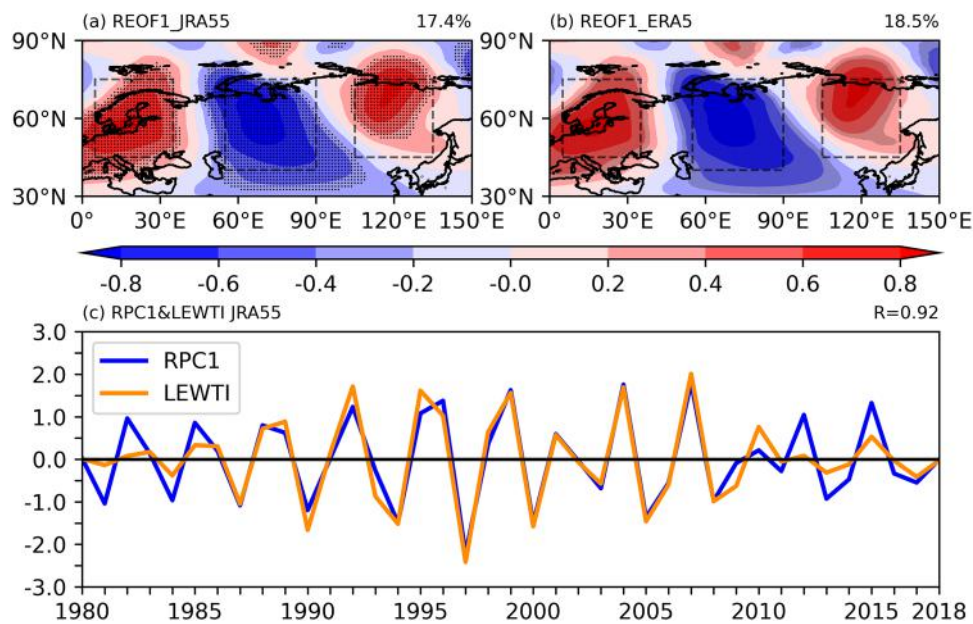 (a) REOF1_JRA55 17.4% (b) REOF1_ERA5 18.5%
90°N 90°N
60°N 60°N
30°N 30°N
0° 30°E 60°E 90°E 120°E 150°E 0° 30°E 60°E 90°E 120°E 150°E
-0.8 -0.6 -0.4 -0.2 -0.0 0.2 0.4 0.6 0.8
(c) RPC1&LEWTI JRA55 R=0.92
3.0
RPC1
2.0
LEWTI
1.0
0.0
-1.0
-2.0
-3.0
1980 1985 1990 1995 2000 2005 2010 2015 2018